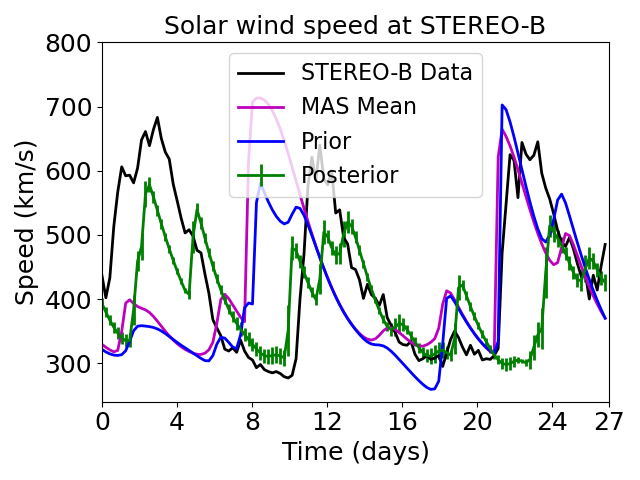 Solar wind speed at STEREO-B
800
700
600
500
400
300
Speed (km/s)
STEREO-B Data
MAS Mean
Prior
Posterior
0 4 8 12 16 20 24 27
Time (days)